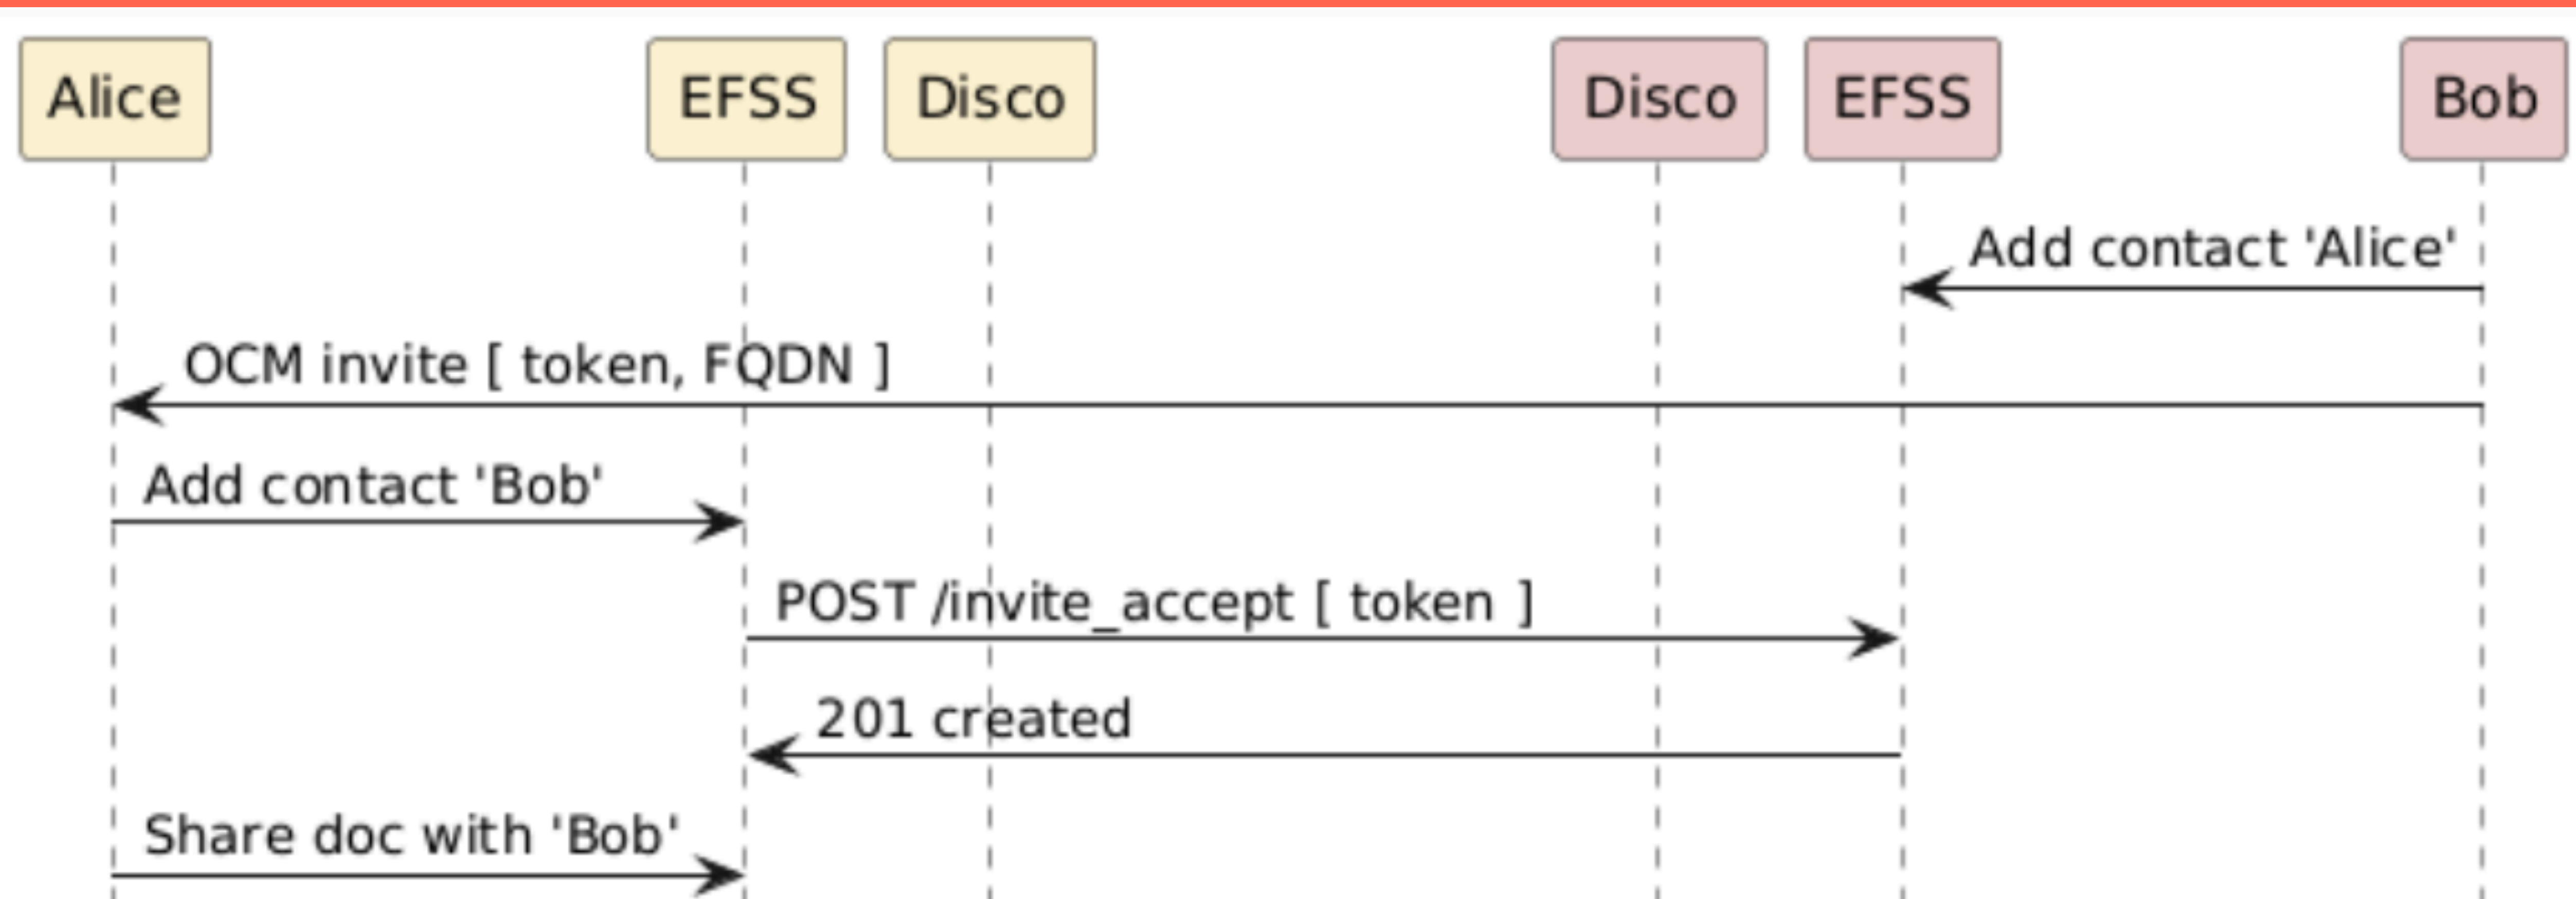 Alice
EFSS
Disco
Disco
EFSS
Bob
Add contact 'Alice'
OCM invite [ token, FQDN ]
Add contact 'Bob'
POST /invite_accept [ token ]
201 created
Share doc with 'Bob'